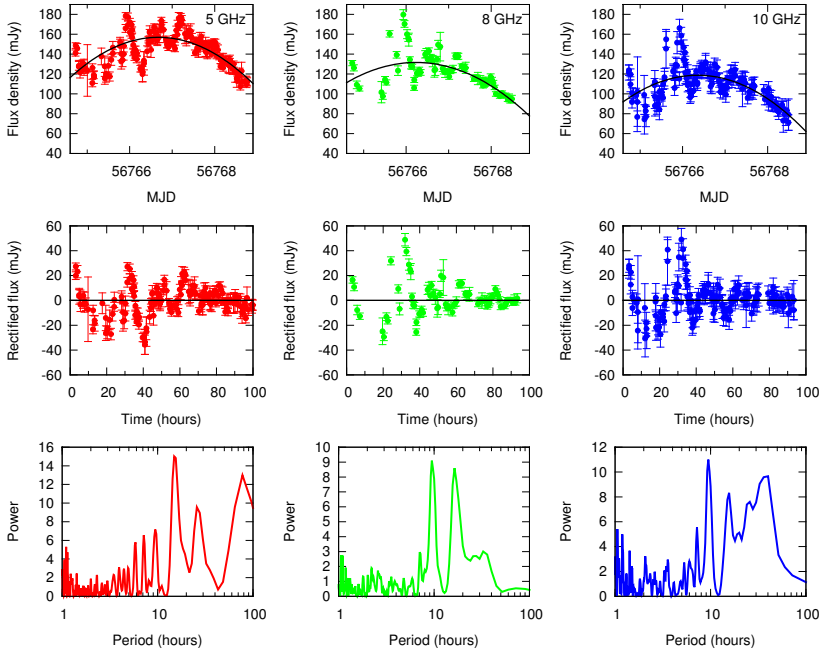 5 GHz
8 GHz
10 GHz
Flux density (mJy)
180
160
140
120
100
80
60
40
56766
56768
MJD
Flux density (mJy)
180
160
140
120
100
80
60
40
56766
56768
MJD
Flux density (mJy)
180
160
140
120
100
80
60
40
56766
56768
MJD
Rectified flux (mJy)
60
40
20
0
-20
-40
-60
0 20 40 60 80 100
Time (hours)
Rectified flux (mJy)
60
40
20
0
-20
-40
-60
0 20 40 60 80 100
Time (hours)
Rectified flux (mJy)
60
40
20
0
-20
-40
-60
0 20 40 60 80 100
Time (hours)
Power
16
14
12
10
8
6
4
2
0
1 10 100
Period (hours)
Power
10
9
8
7
6
5
4
3
2
1
0
1 10 100
Period (hours)
Power
12
10
8
6
4
2
0
1 10 100
Period (hours)